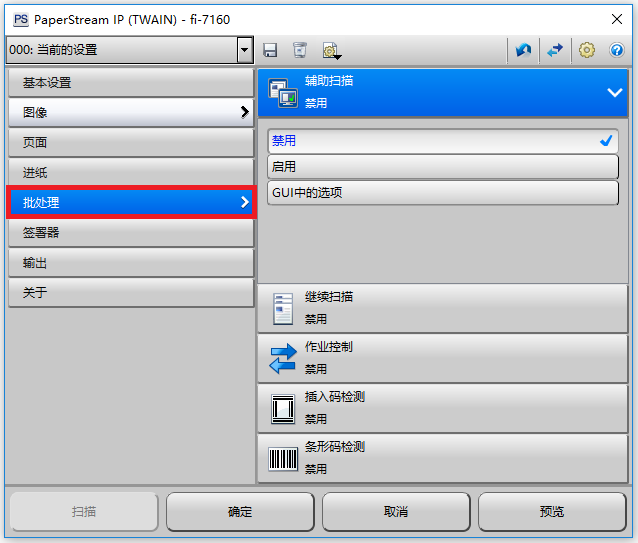 PS PaperStream IP (TWAIN) - fi-7160
000: 当前的设置
基本设置
图像
页面
进纸
批处理
签署器
输出
关于
辅助扫描
禁用
禁用
启用
GUI中的选项
继续扫描
禁用
作业控制
禁用
插入码检测
禁用
条形码检测
禁用
扫描
确定
取消
预览